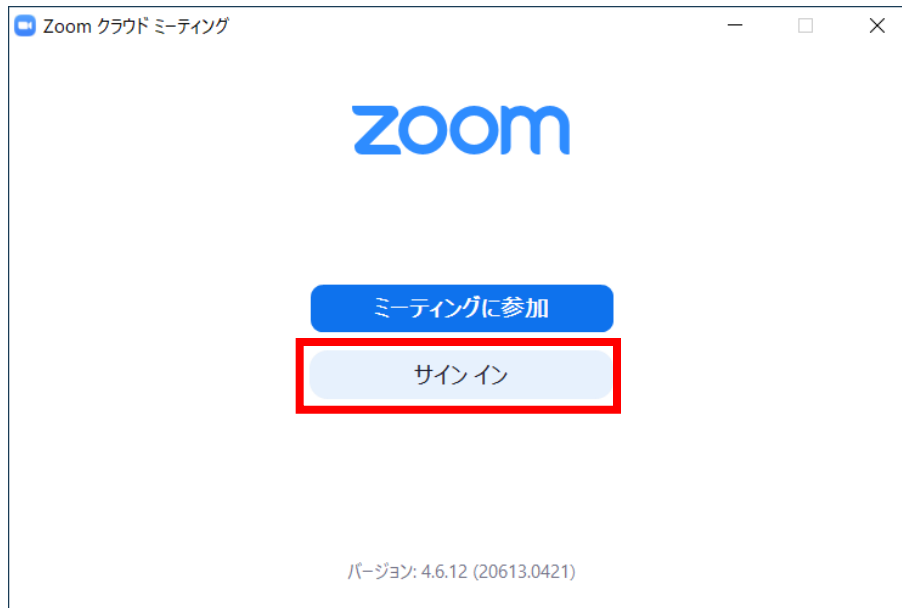 Zoom クラウド ミーティング
zoom
ミーティングに参加
サイン イン
バージョン: 4.6.12 (20613.0421)